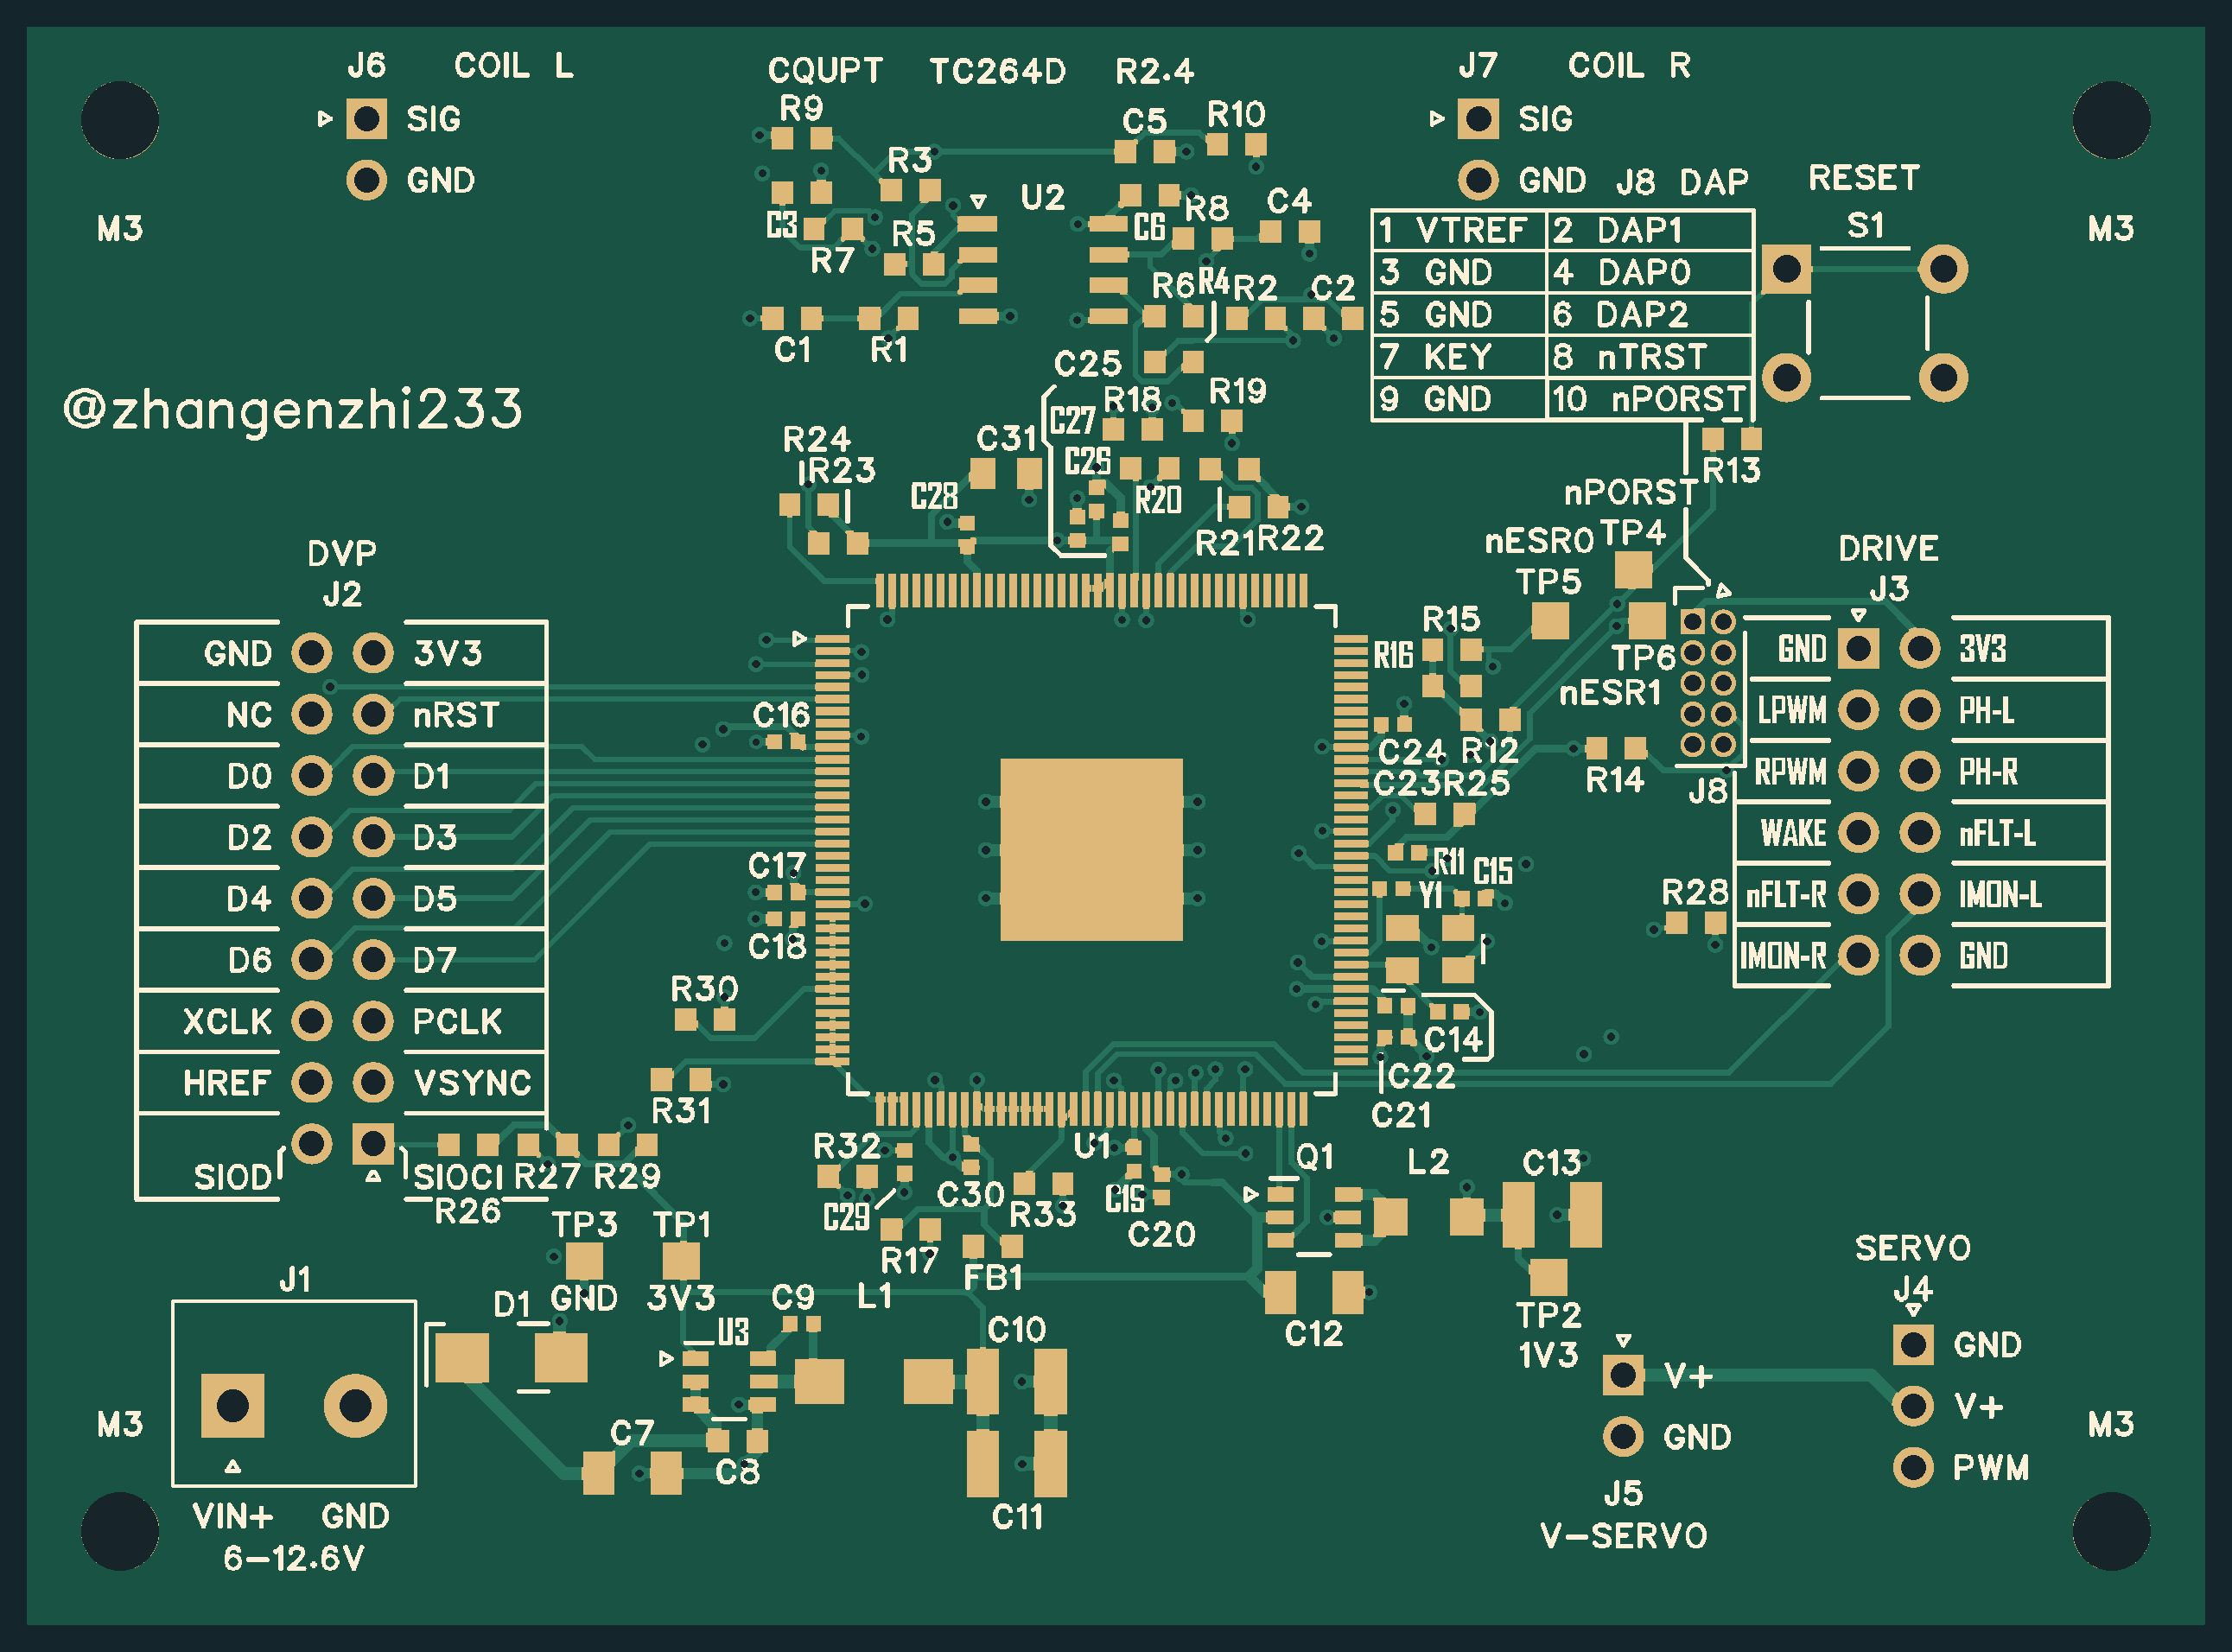 J6 COIL L
SIG
GND
M3
CQUPT TC264D R2.4
R9
C5
R10
R3
U2
C3
R7
R5
C6
R8
C4
C1
R1
R6
R4
R2
C2
J7 COIL R
SIG
GND
J8 DAP
RESET
S1
M3
1 VTREF 2 DAP1
3 GND 4 DAP0
5 GND 6 DAP2
7 KEY 8 nTRST
9 GND 10 nPORST
R13
@zhangenzhi233
C25
R18
R19
C27
C26
C31
C28
R24
R23
R20
R21
R22
nPORST
TP4
nESR0
TP5
TP6
nESR1
DVP
J2
GND 3V3
NC nRST
D0 D1
D2 D3
D4 D5
D6 D7
XCLK PCLK
HREF VSYNC
SIOD SIOC
R26
R27
R29
C16
C17
C18
R30
R31
R15
R16
C24
R12
C23
R25
R14
J8
R11
C15
Y1
C14
C22
C21
R28
DRIVE
J3
GND 3V3
LPWM PH-L
RPWM PH-R
WAKE nFLT-L
nFLT-R IMON-L
IMON-R GND
R32
C29
C30
R17
FB1
R33
U1
C19
C20
Q1
L2
C13
C12
TP2
1V3
TP3
GND
TP1
3V3
J1
D1
VIN+ GND
6-12.6V
M3
U3
C9
L1
C10
C7
C8
C11
V+
GND
J5
V-SERVO
SERVO
J4
GND
V+
PWM
M3